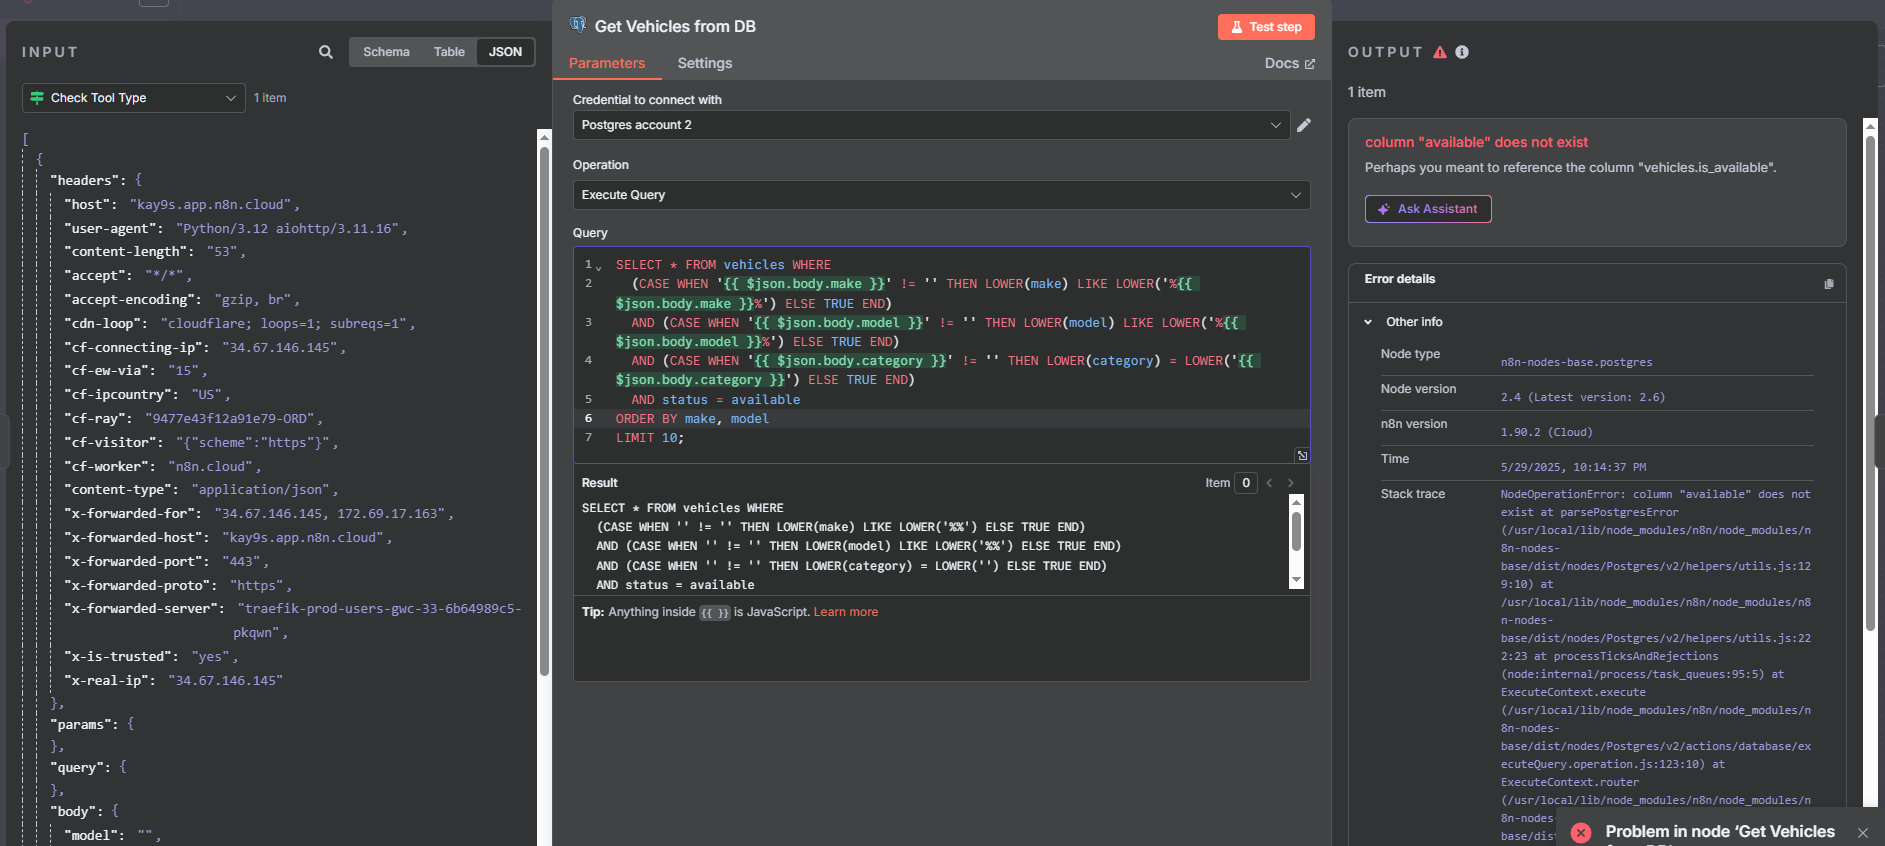 INPUT
Schema
Table
JSON
Check Tool Type
1 item
[
{
"headers": {
"host": "kay9s.app.n8n.cloud",
"user-agent": "Python/3.12 aiohttp/3.11.16",
"content-length": "53",
"accept": "*/*",
"accept-encoding": "gzip, br",
"cdn-loop": "cloudflare; loops=1; subreqs=1",
"cf-connecting-ip": "34.67.146.145",
"cf-ew-via": "15",
"cf-ipcountry": "US",
"cf-ray": "9477e43f12a91e79-ORD",
"cf-visitor": "{"scheme":"https"}",
"cf-worker": "n8n.cloud",
"content-type": "application/json",
"x-forwarded-for": "34.67.146.145, 172.69.17.163",
"x-forwarded-host": "kay9s.app.n8n.cloud",
"x-forwarded-port": "443",
"x-forwarded-proto": "https",
"x-forwarded-server": "traefik-prod-users-gwc-33-6b64989c5-
pkqwn",
"x-is-trusted": "yes",
"x-real-ip": "34.67.146.145"
},
"params": {
},
"query": {
},
"body": {
"model": "",
Get Vehicles from DB
Test step
Parameters
Settings
Docs
Credential to connect with
Postgres account 2
Operation
Execute Query
Query
1 SELECT * FROM vehicles WHERE
2 (CASE WHEN '{{ $json.body.make }}' != '' THEN LOWER(make) LIKE LOWER('%{{
$json.body.make }}%') ELSE TRUE END)
3 AND (CASE WHEN '{{ $json.body.model }}' != '' THEN LOWER(model) LIKE LOWER('%{{
$json.body.model }}%') ELSE TRUE END)
4 AND (CASE WHEN '{{ $json.body.category }}' != '' THEN LOWER(category) = LOWER('{{
$json.body.category }}') ELSE TRUE END)
5 AND status = available
6 ORDER BY make, model
7 LIMIT 10;
Result
Item 0
SELECT * FROM vehicles WHERE
(CASE WHEN '' != '' THEN LOWER(make) LIKE LOWER('%%') ELSE TRUE END)
AND (CASE WHEN '' != '' THEN LOWER(model) LIKE LOWER('%%') ELSE TRUE END)
AND (CASE WHEN '' != '' THEN LOWER(category) = LOWER('') ELSE TRUE END)
AND status = available
Tip: Anything inside {{ }} is JavaScript. Learn more
OUTPUT
1 item
column "available" does not exist
Perhaps you meant to reference the column "vehicles.is_available".
Ask Assistant
Error details
Other info
Node type
n8n-nodes-base.postgres
Node version
2.4 (Latest version: 2.6)
n8n version
1.90.2 (Cloud)
Time
5/29/2025, 10:14:37 PM
Stack trace
NodeOperationError: column "available" does not
exist at parsePostgresError
(/usr/local/lib/node_modules/n8n/node_modules/n
8n-nodes-
base/dist/nodes/Postgres/v2/helpers/utils.js:12
9:10) at
/usr/local/lib/node_modules/n8n/node_modules/n8
n-nodes-
base/dist/nodes/Postgres/v2/helpers/utils.js:22
2:23 at processTicksAndRejections
(node:internal/process/task_queues:95:5) at
ExecuteContext.execute
(/usr/local/lib/node_modules/n8n/node_modules/n
8n-nodes-
base/dist/nodes/Postgres/v2/actions/database/ex
ecuteQuery.operation.js:123:10) at
ExecuteContext.router
(/usr/local/lib/node_modules/n8n/node_modules/n
8n-nodes-
base/dist
Problem in node ‘Get Vehicles